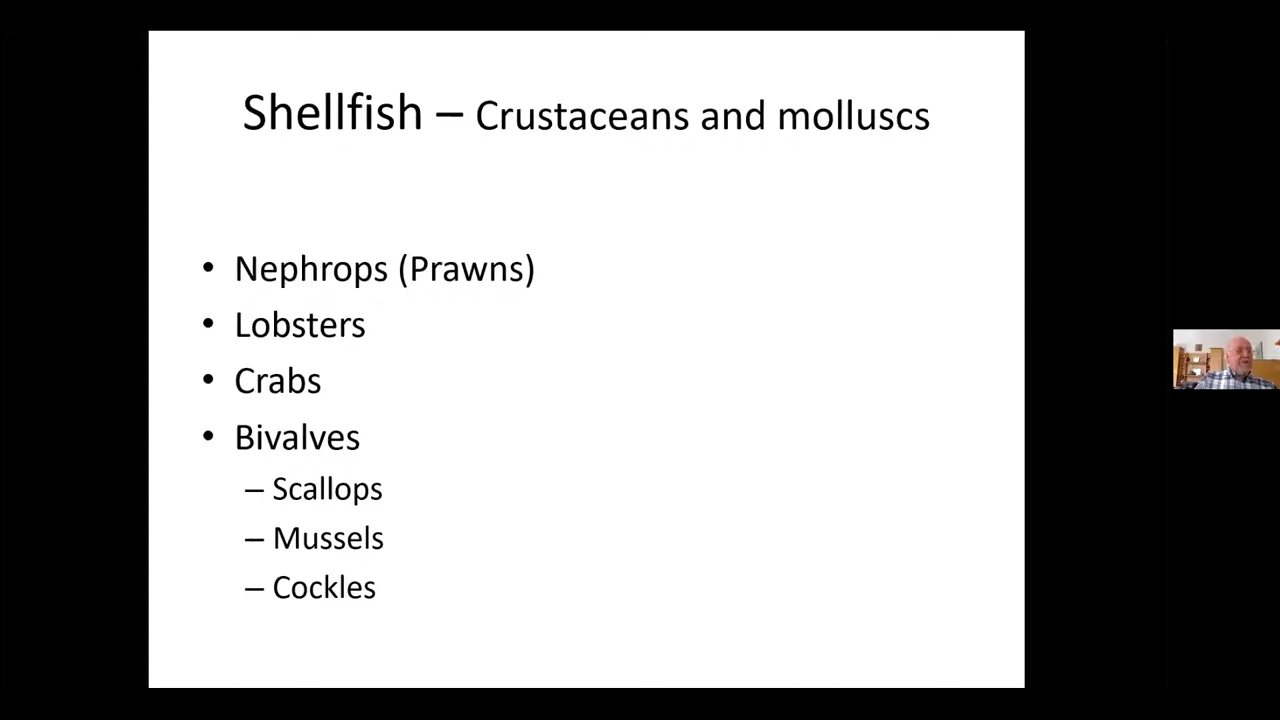 Shellfish – Crustaceans and molluscs
• Nephrops (Prawns)
• Lobsters
• Crabs
• Bivalves
– Scallops
– Mussels
– Cockles